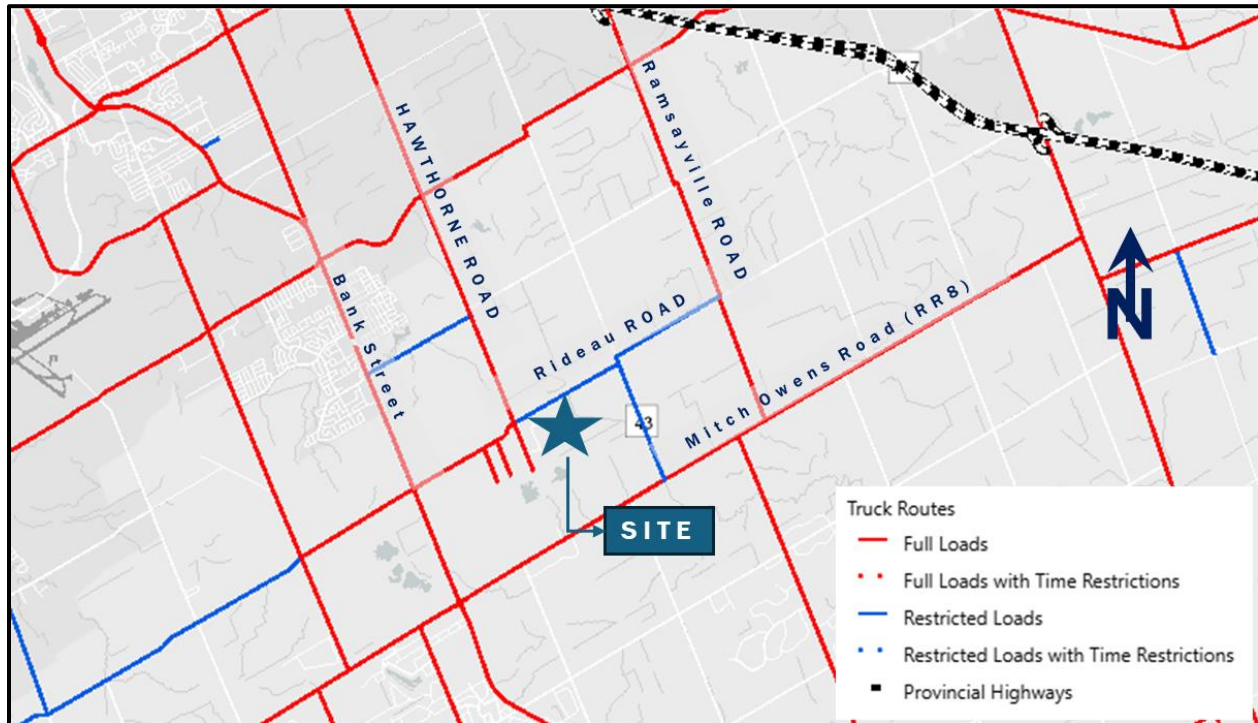 HAWTHORNE ROAD
Ramsayville ROAD
Bank Street
Rideau ROAD
Mitch Owens Road (RR8)
43
N
SITE
Truck Routes
Full Loads
Full Loads with Time Restrictions
Restricted Loads
Restricted Loads with Time Restrictions
Provincial Highways